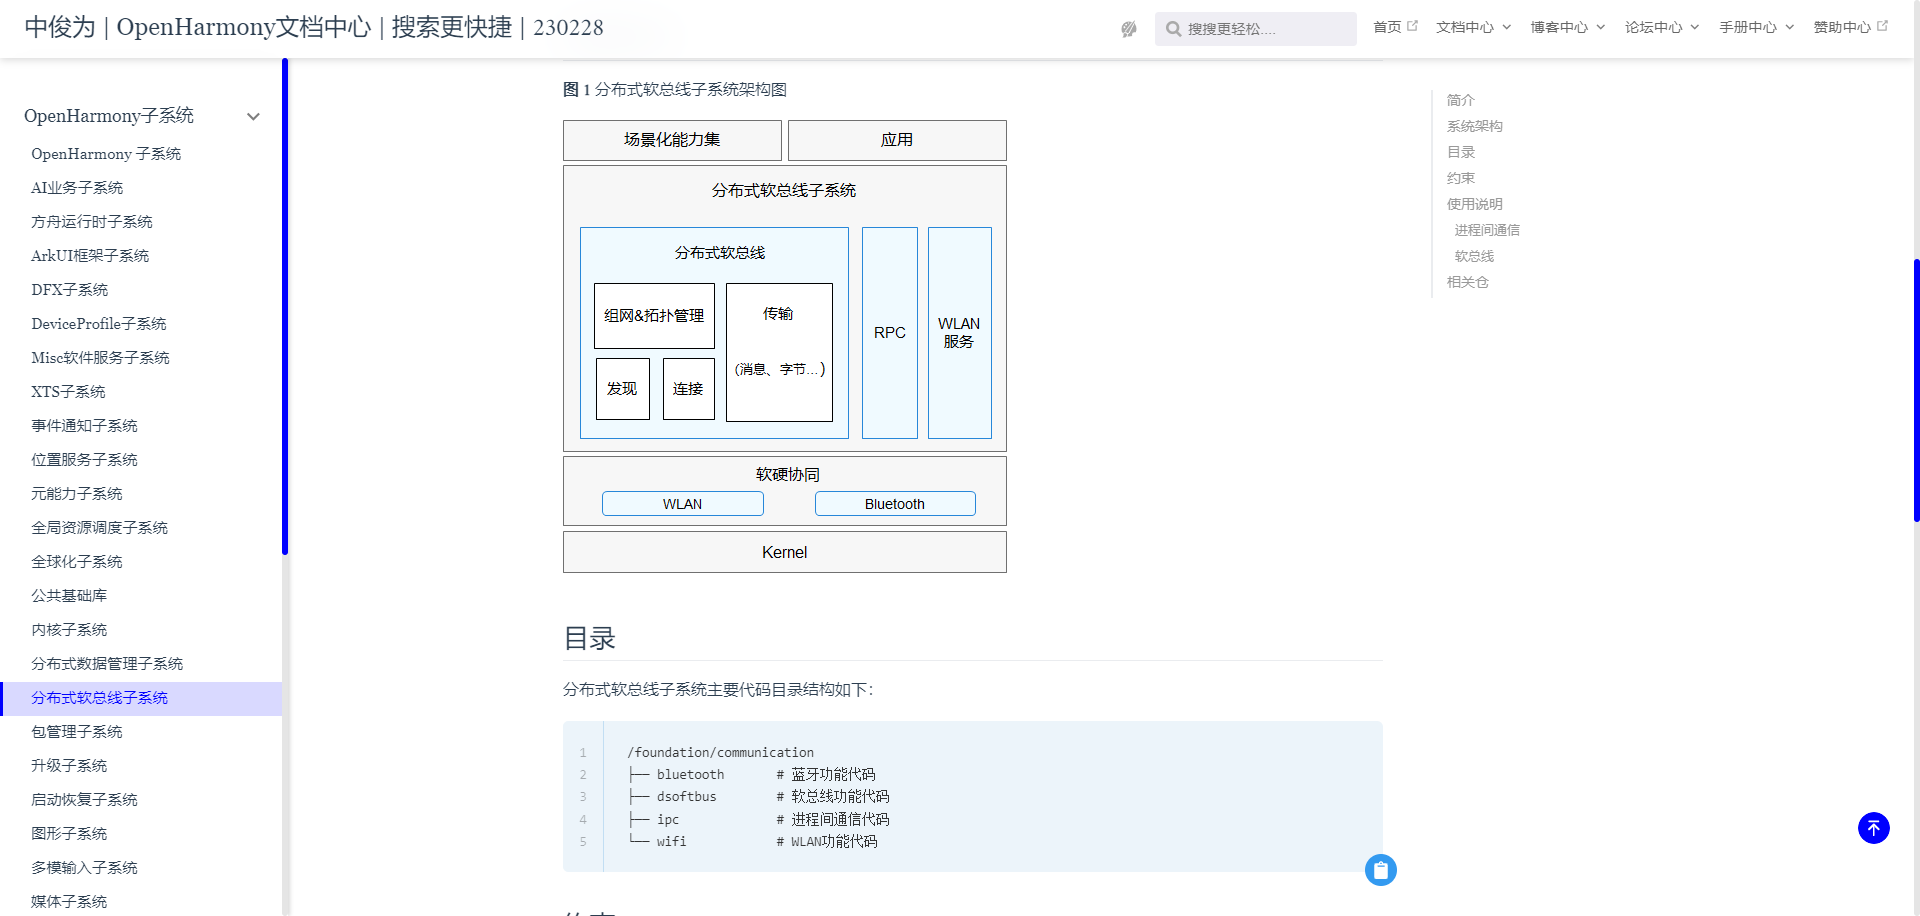 中俊为 | OpenHarmony文档中心 | 搜索更快捷 | 230228
搜搜更轻松....
首页
文档中心
博客中心
论坛中心
手册中心
赞助中心
OpenHarmony子系统
OpenHarmony 子系统
AI业务子系统
方舟运行时子系统
ArkUI框架子系统
DFX子系统
DeviceProfile子系统
Misc软件服务子系统
XTS子系统
事件通知子系统
位置服务子系统
元能力子系统
全局资源调度子系统
全球化子系统
公共基础库
内核子系统
分布式数据管理子系统
分布式软总线子系统
包管理子系统
升级子系统
启动恢复子系统
图形子系统
多模输入子系统
媒体子系统
图 1 分布式软总线子系统架构图
场景化能力集
应用
分布式软总线子系统
分布式软总线
组网&拓扑管理
传输
(消息、字节...)
发现
连接
RPC
WLAN
服务
软硬协同
WLAN
Bluetooth
Kernel
目录
分布式软总线子系统主要代码目录结构如下：
1 /foundation/communication
2 ├── bluetooth # 蓝牙功能代码
3 ├── dsoftbus # 软总线功能代码
4 ├── ipc # 进程间通信代码
5 └── wifi # WLAN功能代码
简介
系统架构
目录
约束
使用说明
进程间通信
软总线
相关仓